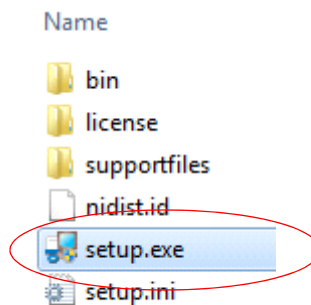 Name
bin
license
supportfiles
nidist.id
setup.exe
setup.ini